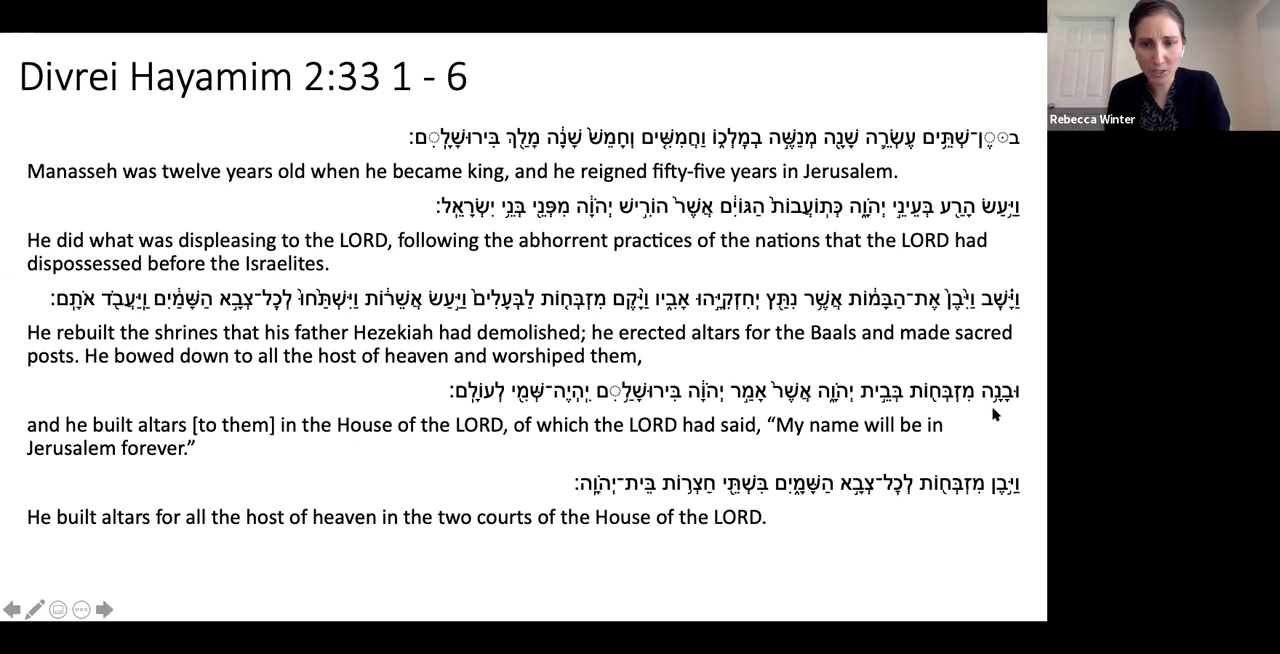 Divrei Hayamim 2:33 1 - 6
Rebecca Winter
ב͏ֶן־שְׁתֵּ֥ים עֶשְׂרֵ֛ה שָׁנָ֖ה מְנַשֶּׁ֣ה בְמׇלְכ֑וֹ וַחֲמִשִּׁ֤ים וְחָמֵשׁ֙ שָׁנָ֔ה מָלַ֖ךְ בִּירוּשָׁלָֽ͏ִם׃
Manasseh was twelve years old when he became king, and he reigned fifty-five years in Jerusalem.
וַיַּ֥עַשׂ הָרַ֖ע בְּעֵינֵ֣י יְהֹוָ֑ה כְּתֽוֹעֲבוֹת֙ הַגּוֹיִ֔ם אֲשֶׁר֙ הוֹרִ֣ישׁ יְהֹוָ֔ה מִפְּנֵ֖י בְּנֵ֥י יִשְׂרָאֵֽל׃
He did what was displeasing to the LORD, following the abhorrent practices of the nations that the LORD had
dispossessed before the Israelites.
וַיָּ֗שׇׁב וַיִּ֙בֶן֙ אֶת־הַבָּמ֔וֹת אֲשֶׁ֥ר נִתַּ֖ץ יְחִזְקִיָּ֣הוּ אָבִ֑יו וַיָּ֨קֶם מִזְבְּח֤וֹת לַבְּעָלִים֙ וַיַּ֣עַשׂ אֲשֵׁר֔וֹת וַיִּשְׁתַּ֙חוּ֙ לְכׇל־צְבָ֣א הַשָּׁמַ֔יִם וַֽיַּעֲבֹ֖ד אֹתָֽם׃
He rebuilt the shrines that his father Hezekiah had demolished; he erected altars for the Baals and made sacred
posts. He bowed down to all the host of heaven and worshiped them,
וּבָנָ֥ה מִזְבְּח֖וֹת בְּבֵ֣ית יְהֹוָ֑ה אֲשֶׁר֙ אָמַ֣ר יְהֹוָ֔ה בִּירוּשָׁלַ֥͏ִם יִֽהְיֶה־שְּׁמִ֖י לְעוֹלָֽם׃
and he built altars [to them] in the House of the LORD, of which the LORD had said, “My name will be in
Jerusalem forever.”
וַיִּ֥בֶן מִזְבְּח֖וֹת לְכׇל־צְבָ֣א הַשָּׁמָ֑יִם בִּשְׁתֵּ֖י חַצְר֥וֹת בֵּית־יְהֹוָֽה׃
He built altars for all the host of heaven in the two courts of the House of the LORD.